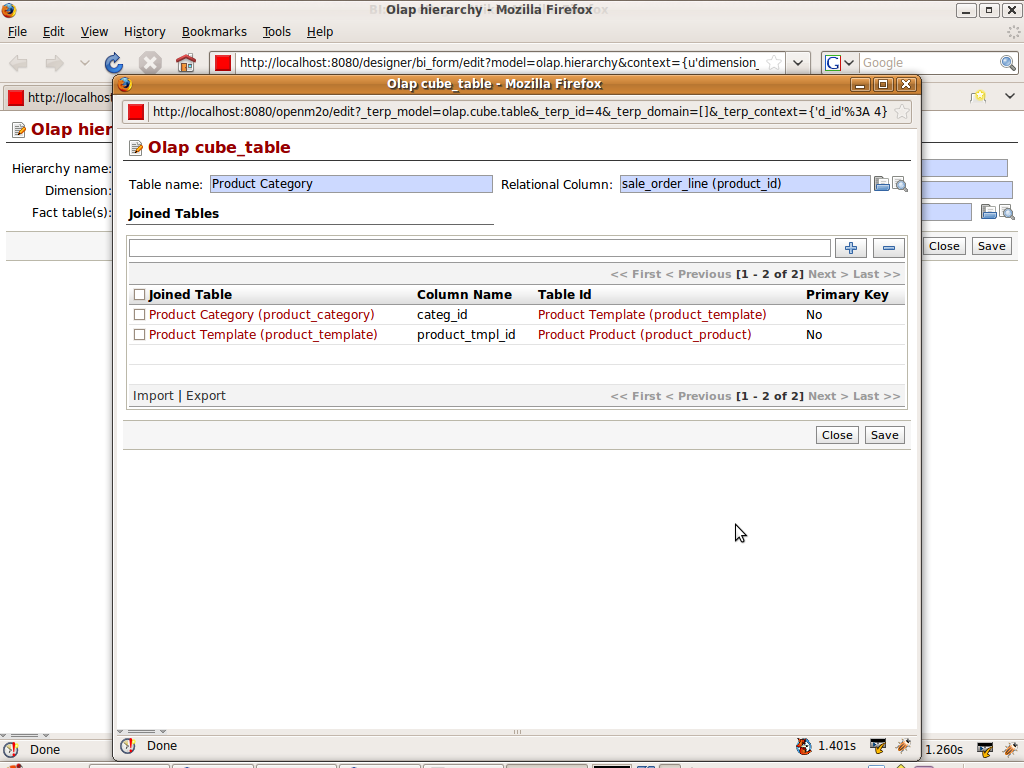 Olap hierarchy - Mozilla Firefox
File Edit View History Bookmarks Tools Help
http://localhost:8080/designer/bi_form/edit?model=olap.hierarchy&context={u'dimension_
Google
http://localhost
Olap cube_table - Mozilla Firefox
http://localhost:8080/openm2o/edit?_terp_model=olap.cube.table&_terp_id=4&_terp_domain=[]&_terp_context={'d_id'%3A 4}
Olap hier
Hierarchy name:
Dimension:
Fact table(s):
Close Save
Olap cube_table
Table name: Product Category Relational Column: sale_order_line (product_id)
Joined Tables
<< First < Previous [1 - 2 of 2] Next > Last >>
Joined Table Column Name Table Id Primary Key
Product Category (product_category) categ_id Product Template (product_template) No
Product Template (product_template) product_tmpl_id Product Product (product_product) No
Import | Export << First < Previous [1 - 2 of 2] Next > Last >>
Close Save
Done 1.401s
Done 1.260s